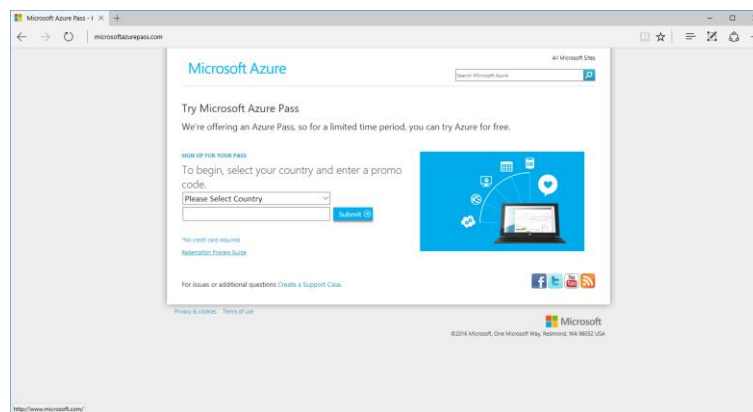 Microsoft Azure Pass - H
microsoftazurepass.com
All Microsoft Sites
Microsoft Azure
Search Microsoft Azure
Try Microsoft Azure Pass
We're offering an Azure Pass, so for a limited time period, you can try Azure for free.
SIGN UP FOR YOUR PASS
To begin, select your country and enter a promo
code.
Please Select Country
Submit
*No credit card required
Redemption Process Guide
For issues or additional questions Create a Support Case.
Privacy & cookies Terms of use
Microsoft
©2016 Microsoft, One Microsoft Way, Redmond, WA 98052 USA
http://www.microsoft.com/